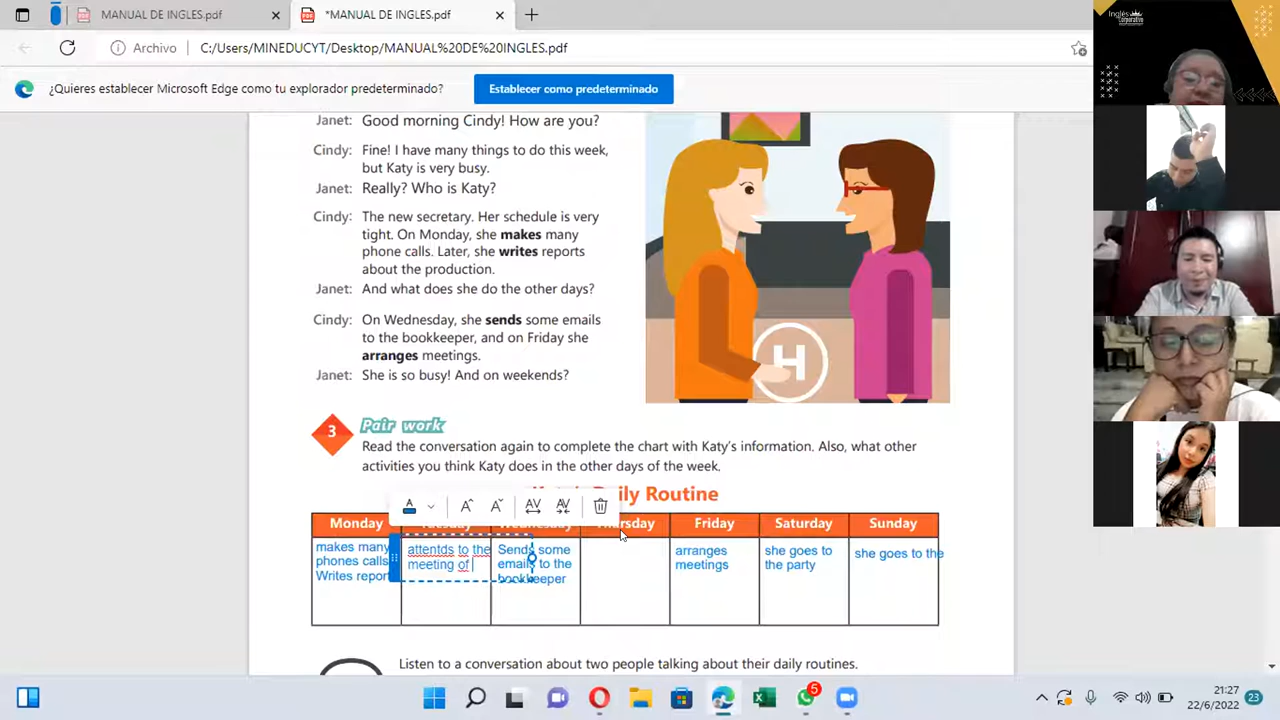 MANUAL DE INGLES.pdf
*MANUAL DE INGLES.pdf
Archivo
C:/Users/MINEDUCYT/Desktop/MANUAL%20DE%20INGLES.pdf
¿Quieres establecer Microsoft Edge como tu explorador predeterminado?
Establecer como predeterminado
Inglés
Corporativo
Janet: Good morning Cindy! How are you?
Cindy: Fine! I have many things to do this week,
but Katy is very busy.
Janet: Really? Who is Katy?
Cindy: The new secretary. Her schedule is very
tight. On Monday, she makes many
phone calls. Later, she writes reports
about the production.
Janet: And what does she do the other days?
Cindy: On Wednesday, she sends some emails
to the bookkeeper, and on Friday she
arranges meetings.
Janet: She is so busy! And on weekends?
H
3 Pair work
Read the conversation again to complete the chart with Katy's information. Also, what other
activities you think Katy does in the other days of the week.
Daily Routine
Monday Tuesday Wednesday Thursday Friday Saturday Sunday
makes many
phones calls
Writes report
attentds to the
meeting of
Sends some
emails to the
bookkeeper
arranges
meetings
she goes to
the party
she goes to the
Listen to a conversation about two people talking about their daily routines.
5
21:27
22/6/2022
23